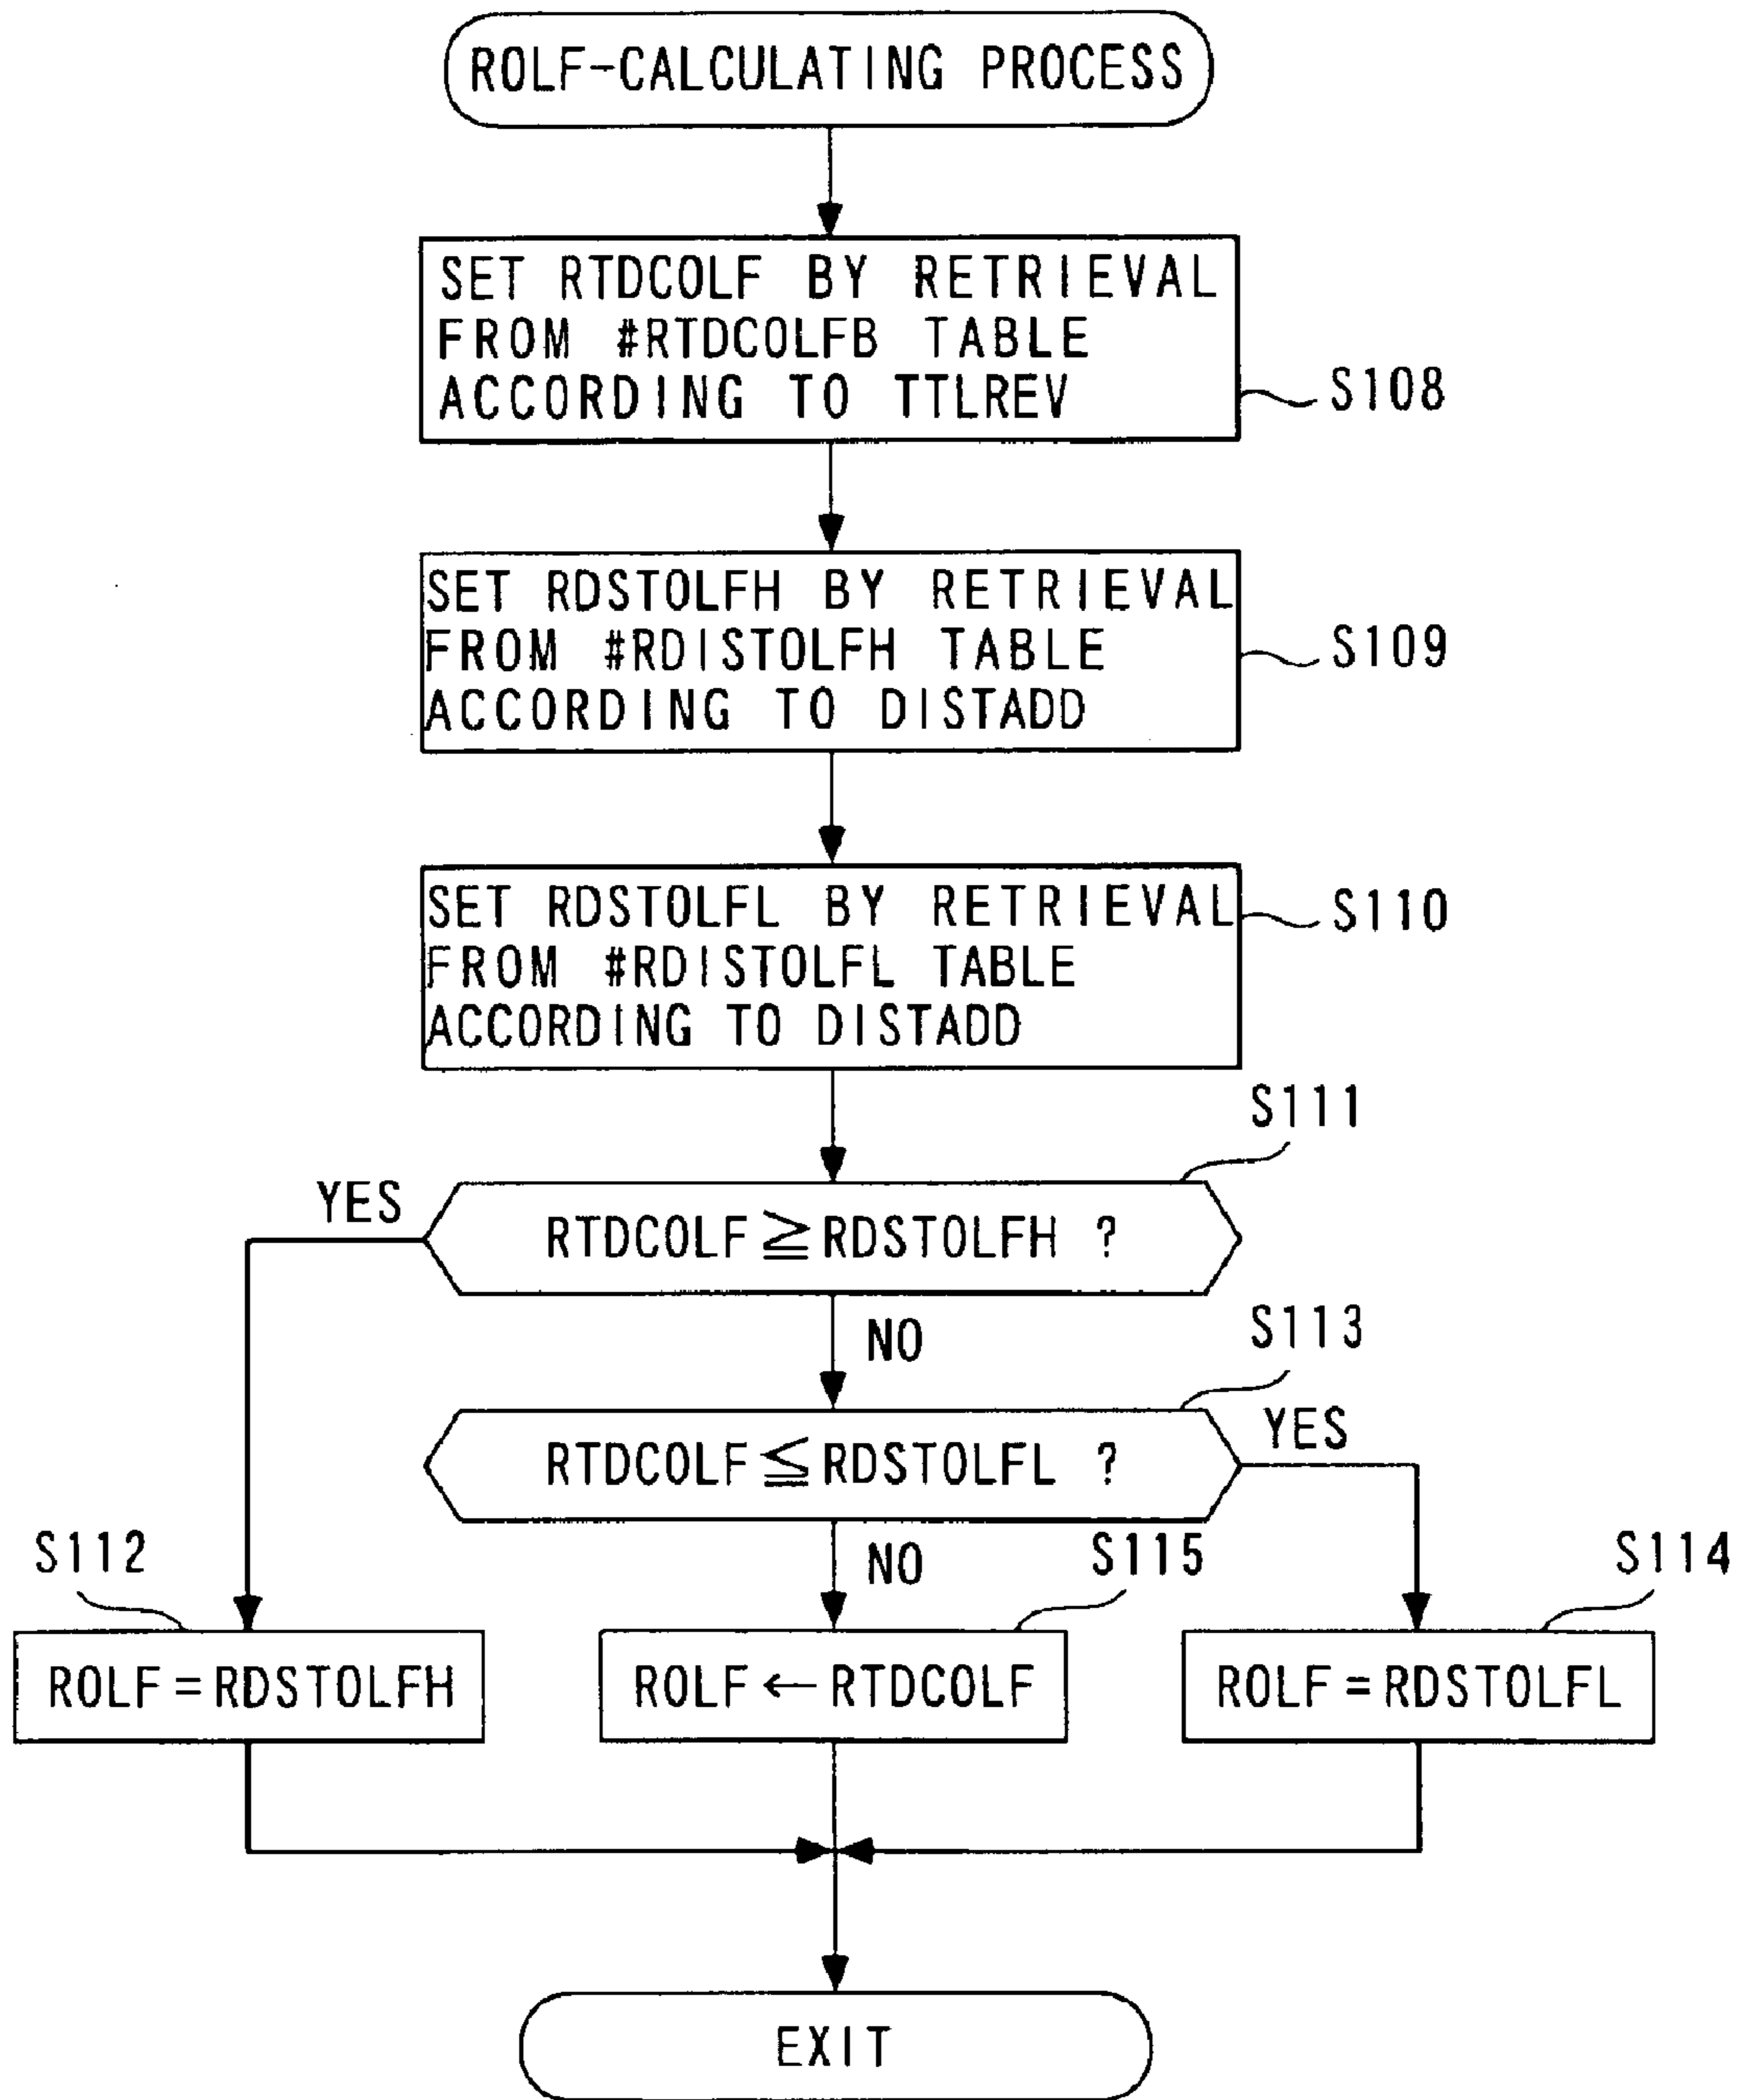 ROLF-CALCULATING PROCESS
SET RTDCOLF BY RETRIEVAL
FROM #RTDCOLFB TABLE
ACCORDING TO TTLREV
S108
SET RDSTOLFH BY RETRIEVAL
FROM #RDISTOLFH TABLE
ACCORDING TO DISTADD
S109
SET RDSTOLFL BY RETRIEVAL
FROM #RDISTOLFL TABLE
ACCORDING TO DISTADD
S110
S111
YES
RTDCOLF≧RDSTOLFH ?
NO
S113
RTDCOLF≦RDSTOLFL ?
YES
NO
S112
S115
S114
ROLF=RDSTOLFH
ROLF←RTDCOLF
ROLF=RDSTOLFL
EXIT